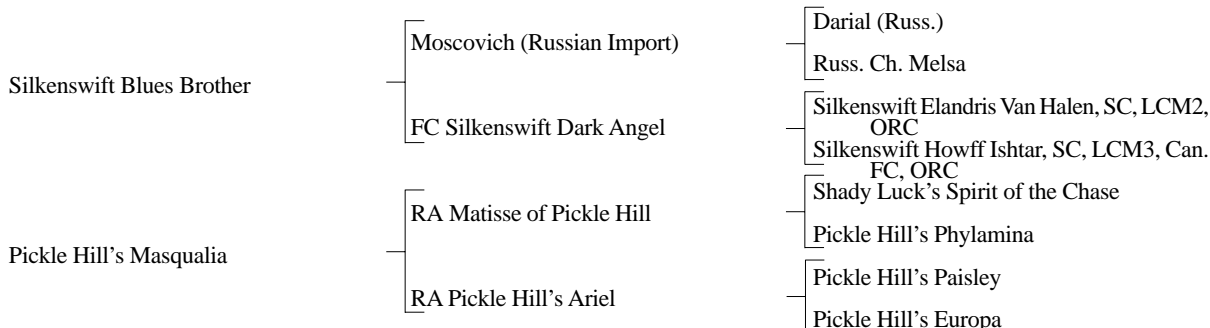 Darial (Russ.)
Moscovich (Russian Import)
Russ. Ch. Melsa
Silkenswift Blues Brother
Silkenswift Elandris Van Halen, SC, LCM2,
ORC
FC Silkenswift Dark Angel
Silkenswift Howff Ishtar, SC, LCM3, Can.
FC, ORC
Shady Luck's Spirit of the Chase
RA Matisse of Pickle Hill
Pickle Hill's Phylamina
Pickle Hill's Masqualia
Pickle Hill's Paisley
RA Pickle Hill's Ariel
Pickle Hill's Europa